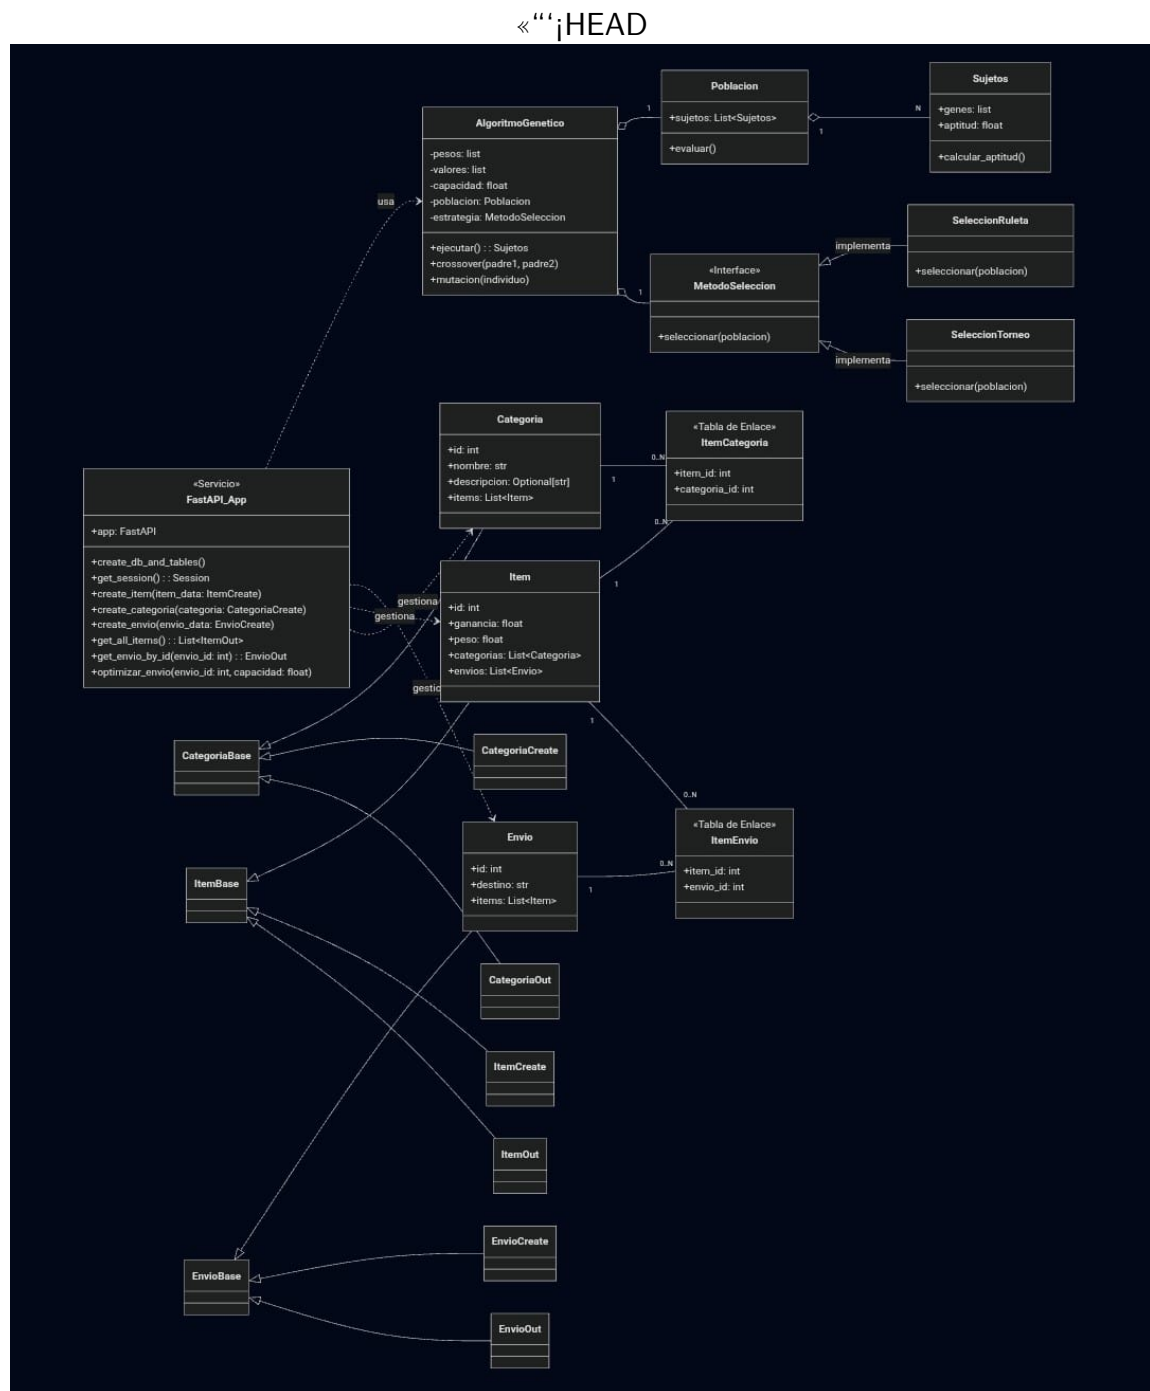 «“‘¡HEAD
Poblacion
+sujetos: List<Sujetos>
+evaluar()
1
1
N
Sujetos
+genes: list
+aptitud: float
+calcular_aptitud()
AlgoritmoGenetico
-pesos: list
-valores: list
-capacidad: float
-poblacion: Poblacion
-estrategia: MetodoSeleccion
+ejecutar() : : Sujetos
+crossover(padre1, padre2)
+mutacion(individuo)
usa
1
«Interface»
MetodoSeleccion
+seleccionar(poblacion)
implementa
SeleccionRuleta
+seleccionar(poblacion)
implementa
SeleccionTorneo
+seleccionar(poblacion)
Categoria
+id: int
+nombre: str
+descripcion: Optional[str]
+items: List<Item>
1
0..N
«Tabla de Enlace»
ItemCategoria
+item_id: int
+categoria_id: int
0..N
1
«Servicio»
FastAPI_App
+app: FastAPI
+create_db_and_tables()
+get_session() : : Session
+create_item(item_data: ItemCreate)
+create_categoria(categoria: CategoriaCreate)
+create_envio(envio_data: EnvioCreate)
+get_all_items() : : List<ItemOut>
+get_envio_by_id(envio_id: int) : : EnvioOut
+optimizar_envio(envio_id: int, capacidad: float)
gestiona
gestiona
gestic
Item
+id: int
+ganancia: float
+peso: float
+categorias: List<Categoria>
+envios: List<Envio>
1
0..N
CategoriaBase
CategoriaCreate
Envio
+id: int
+destino: str
+items: List<Item>
1
0..N
«Tabla de Enlace»
ItemEnvio
+item_id: int
+envio_id: int
ItemBase
CategoriaOut
ItemCreate
ItemOut
EnvioCreate
EnvioBase
EnvioOut